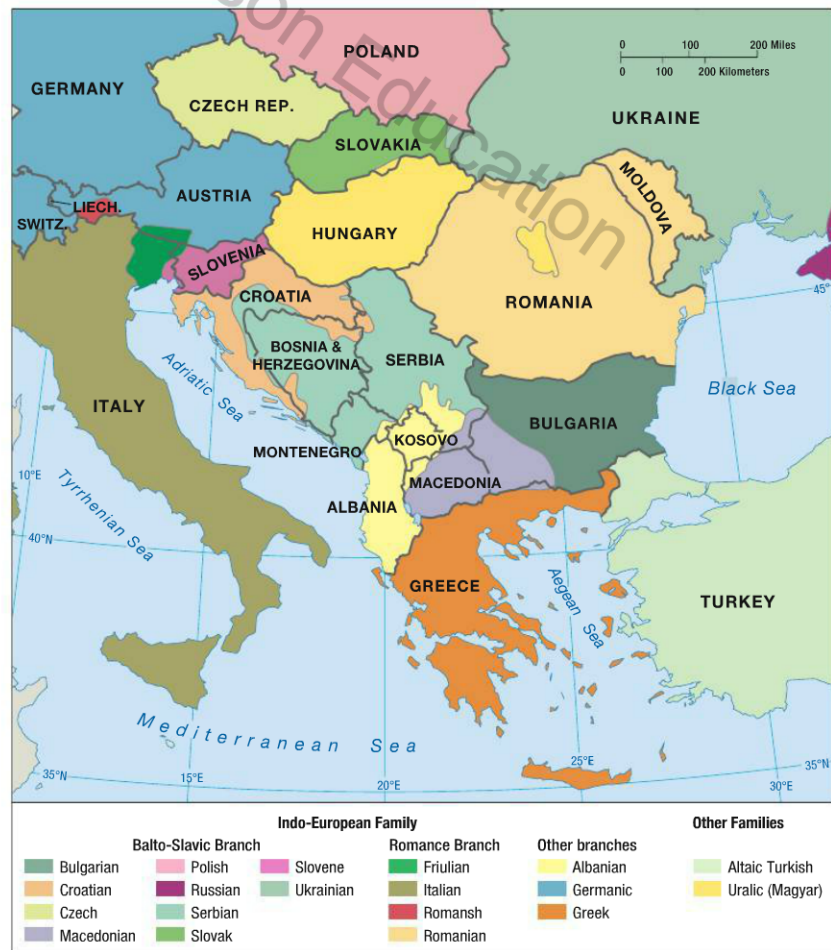 POLAND
0 100 200 Miles
0 100 200 Kilometers
GERMANY
CZECH REP.
UKRAINE
SLOVAKIA
MOLDOVA
LIECH.
AUSTRIA
SWITZ.
HUNGARY
SLOVENIA
CROATIA
ROMANIA
45°
BOSNIA &
HERZEGOVINA
SERBIA
Adriatic Sea
Black Sea
ITALY
BULGARIA
KOSOVO
MONTENEGRO
10°E
MACEDONIA
ALBANIA
Tyrrhenian Sea
40°N
GREECE
Aegean Sea
TURKEY
Mediterranean Sea
35°N
15°E
20°E
25°E
30°E
35°N
son Education
Indo-European Family
Other Families
Balto-Slavic Branch
Romance Branch
Other branches
Bulgarian
Polish
Slovene
Friulian
Albanian
Altaic Turkish
Croatian
Russian
Ukrainian
Italian
Germanic
Uralic (Magyar)
Czech
Serbian
Romansh
Greek
Macedonian
Slovak
Romanian